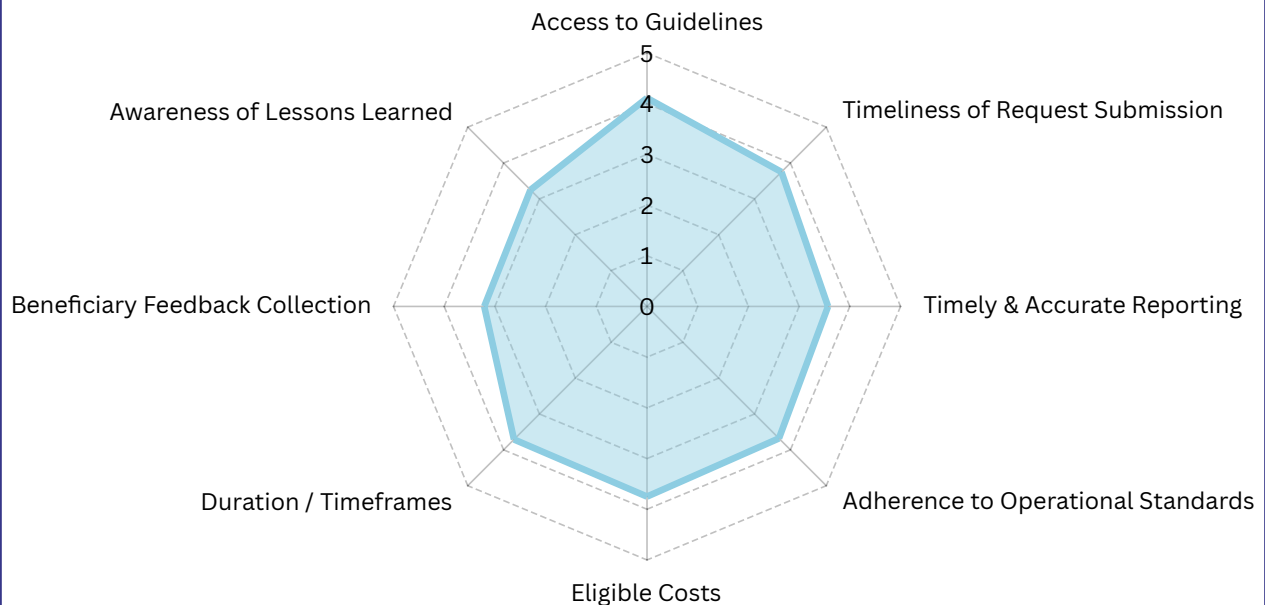 Access to Guidelines
5
Awareness of Lessons Learned
Timeliness of Request Submission
4
3
2
1
Beneficiary Feedback Collection
0
Timely & Accurate Reporting
Duration / Timeframes
Adherence to Operational Standards
Eligible Costs